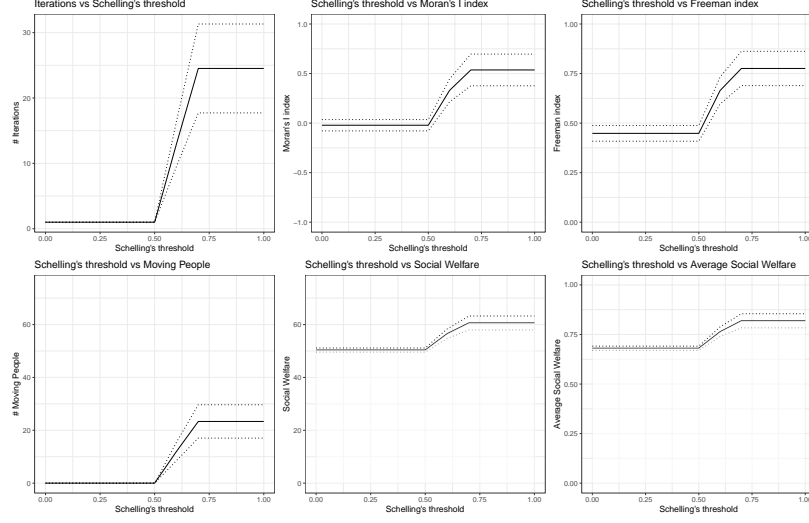 Iterations vs Schelling's threshold
30
20
10
0
# Iterations
0.00 0.25 0.50 0.75 1.00
Schelling's threshold
Schelling's threshold vs Moran's I index
1.0
0.5
0.0
−0.5
−1.0
Moran's I index
0.00 0.25 0.50 0.75 1.00
Schelling's threshold
Schelling's threshold vs Freeman index
1.00
0.75
0.50
0.25
0.00
Freeman index
0.00 0.25 0.50 0.75 1.00
Schelling's threshold
Schelling's threshold vs Moving People
60
40
20
0
# Moving People
0.00 0.25 0.50 0.75 1.00
Schelling's threshold
Schelling's threshold vs Social Welfare
60
40
20
0
Social Welfare
0.00 0.25 0.50 0.75 1.00
Schelling's threshold
Schelling's threshold vs Average Social Welfare
1.00
0.75
0.50
0.25
0.00
Average Social Welfare
0.00 0.25 0.50 0.75 1.00
Schelling's threshold